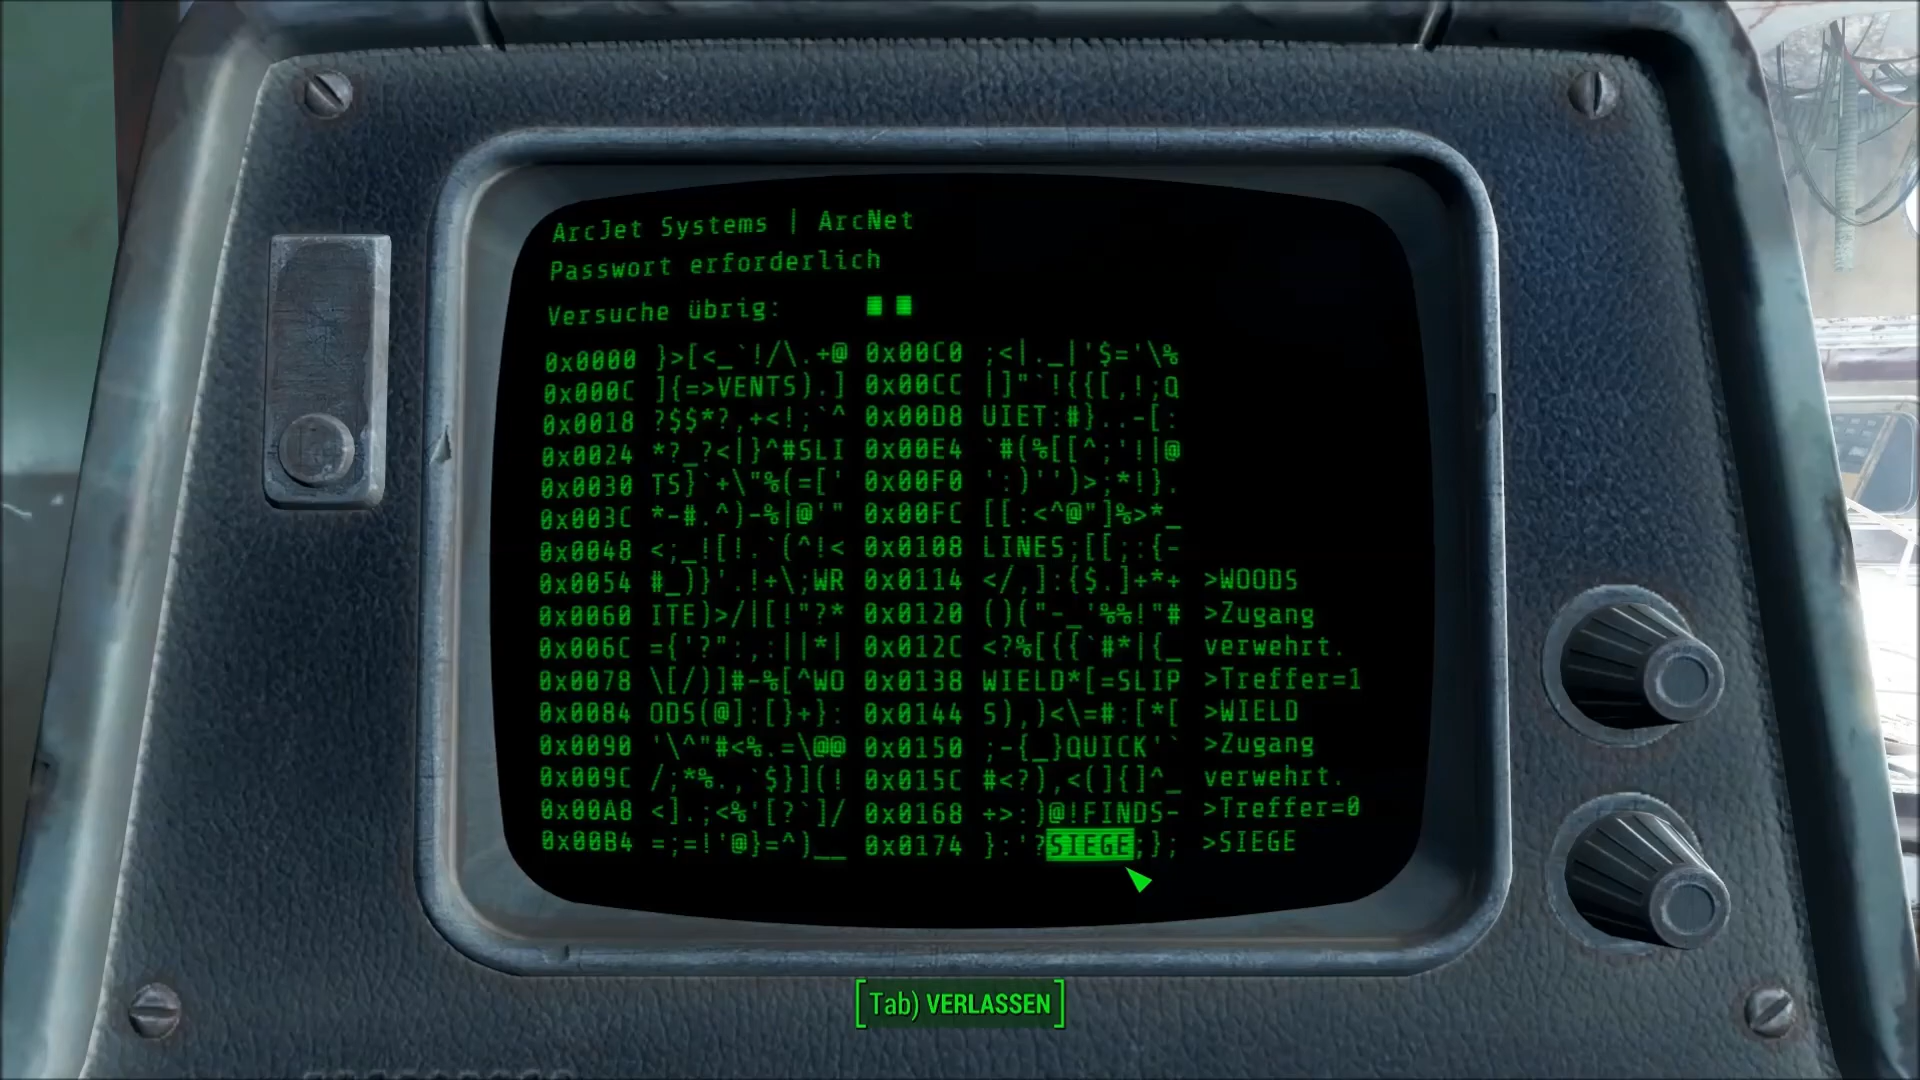 ArcJet Systems | ArcNet
Passwort erforderlich
Versuche übrig:
0x0000 }>[<_`!/\.+@ 0x00C0 ;<|._|'$='\%
0x000C ]{=>VENTS).] 0x00CC |]"`!{{[,!;Q
0x0018 ?$$*?,+<!;`^ 0x00D8 UIET:#}..-[:
0x0024 *?_?<|}^#SLI 0x00E4 `#(%[[^;'!|@
0x0030 TS}`+\"%(=[' 0x00F0 ':)'')>;*!}.
0x003C *-#.^)-%|@'" 0x00FC [[:<^@"]%>*_
0x0048 <;_![!.`(^!< 0x0108 LINES;[[;:{-
0x0054 #_)}'.!+\;WR 0x0114 </,]:{$.]+*+ >WOODS
0x0060 ITE)>/|[!"?* 0x0120 ()("-_'%%!"# >Zugang
0x006C ={'?":,:||*| 0x012C <?%[{{`#*|{_ verwehrt.
0x0078 \[/)]#-%[^WO 0x0138 WIELD*[=SLIP >Treffer=1
0x0084 ODS(@]:[}+}: 0x0144 S),)<\=#:[*[ >WIELD
0x0090 '\^"#<%.=\@@ 0x0150 ;-{_}QUICK'` >Zugang
0x009C /;*%.,`$}](! 0x015C #<?),<(]{]^_ verwehrt.
0x00A8 <].;<%'[?`]/ 0x0168 +>:)@!FINDS- >Treffer=0
0x00B4 =;=!'@}=^)__ 0x0174 }:'?SIEGE;}; >SIEGE
[Tab) VERLASSEN]